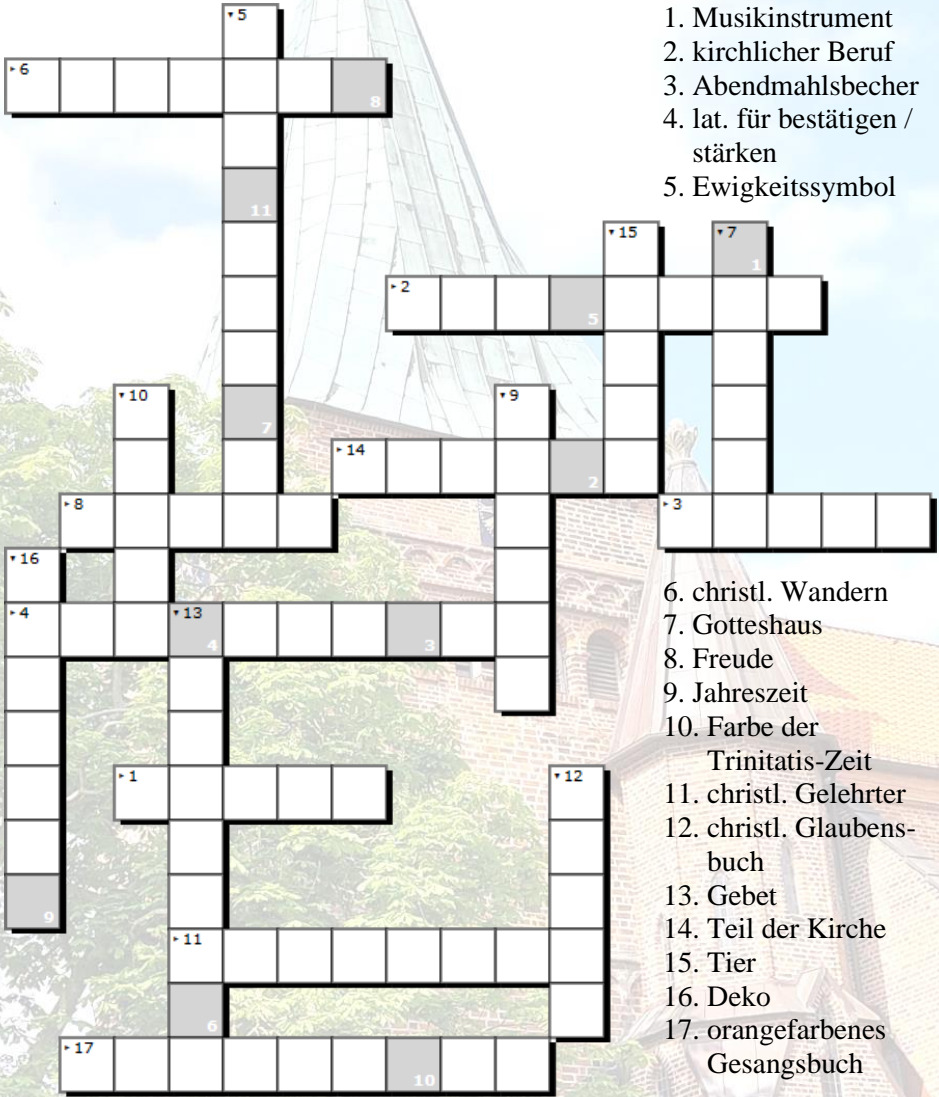 1. Musikinstrument
2. kirchlicher Beruf
3. Abendmahlsbecher
4. lat. für bestätigen /
stärken
5. Ewigkeitssymbol
▾ 5
▸ 6
8
11
▾ 15
▾ 7
1
▸ 2
5
▾ 10
7
▾ 9
▸ 14
2
▸ 8
▸ 3
▾ 16
▸ 4
▾ 13
4
3
▸ 1
▾ 12
9
▸ 11
6
▸ 17
10
6. christl. Wandern
7. Gotteshaus
8. Freude
9. Jahreszeit
10. Farbe der
Trinitatis-Zeit
11. christl. Gelehrter
12. christl. Glaubens-
buch
13. Gebet
14. Teil der Kirche
15. Tier
16. Deko
17. orangefarbenes
Gesangsbuch